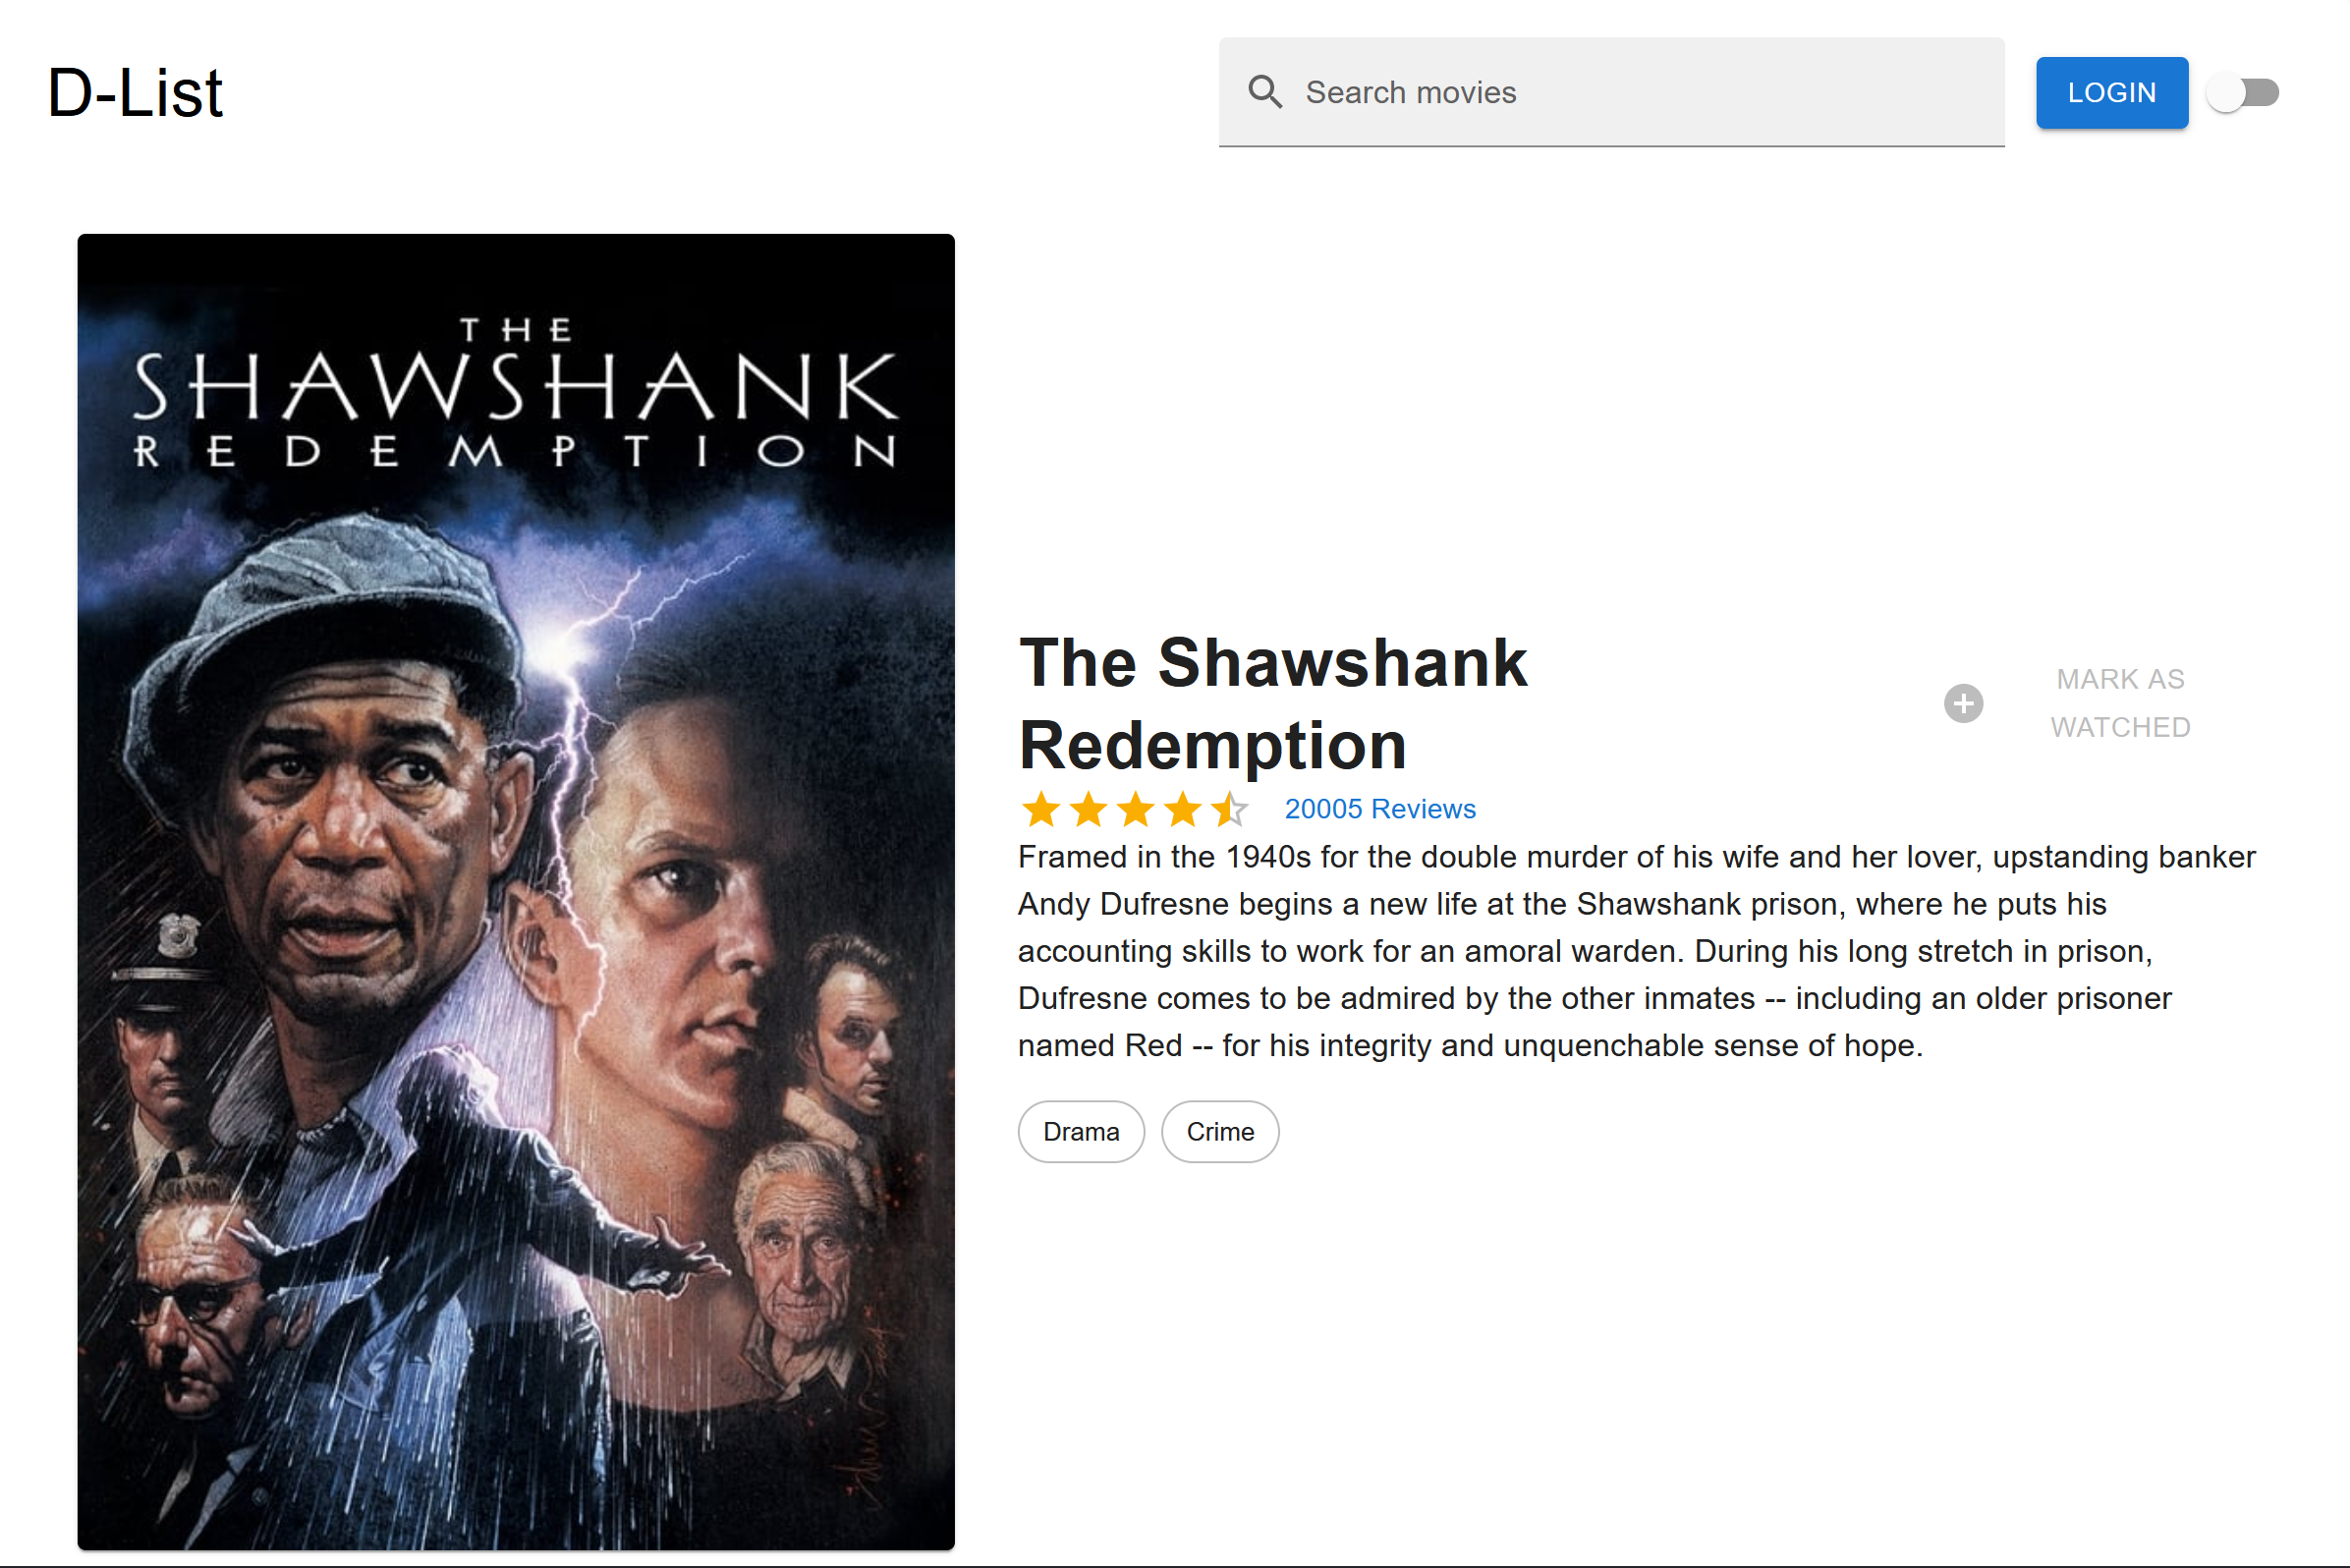 D-List
Search movies
LOGIN
THE
SHAWSHANK
REDEMPTION
The Shawshank
Redemption
MARK AS
WATCHED
20005 Reviews
Framed in the 1940s for the double murder of his wife and her lover, upstanding banker
Andy Dufresne begins a new life at the Shawshank prison, where he puts his
accounting skills to work for an amoral warden. During his long stretch in prison,
Dufresne comes to be admired by the other inmates -- including an older prisoner
named Red -- for his integrity and unquenchable sense of hope.
Drama
Crime